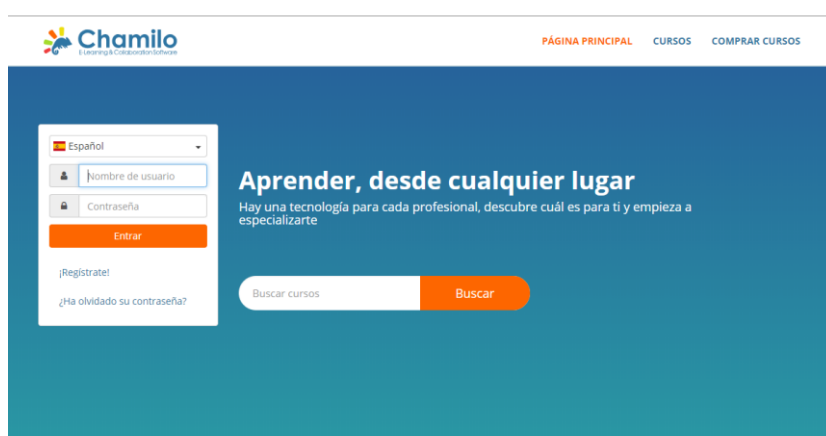 Chamilo
E-Learning & Collaboration Software
PÁGINA PRINCIPAL CURSOS COMPRAR CURSOS
Español
Nombre de usuario
Contraseña
Entrar
¡Regístrate!
¿Ha olvidado su contraseña?
Aprender, desde cualquier lugar
Hay una tecnología para cada profesional, descubre cuál es para ti y empieza a
especializarte
Buscar cursos Buscar